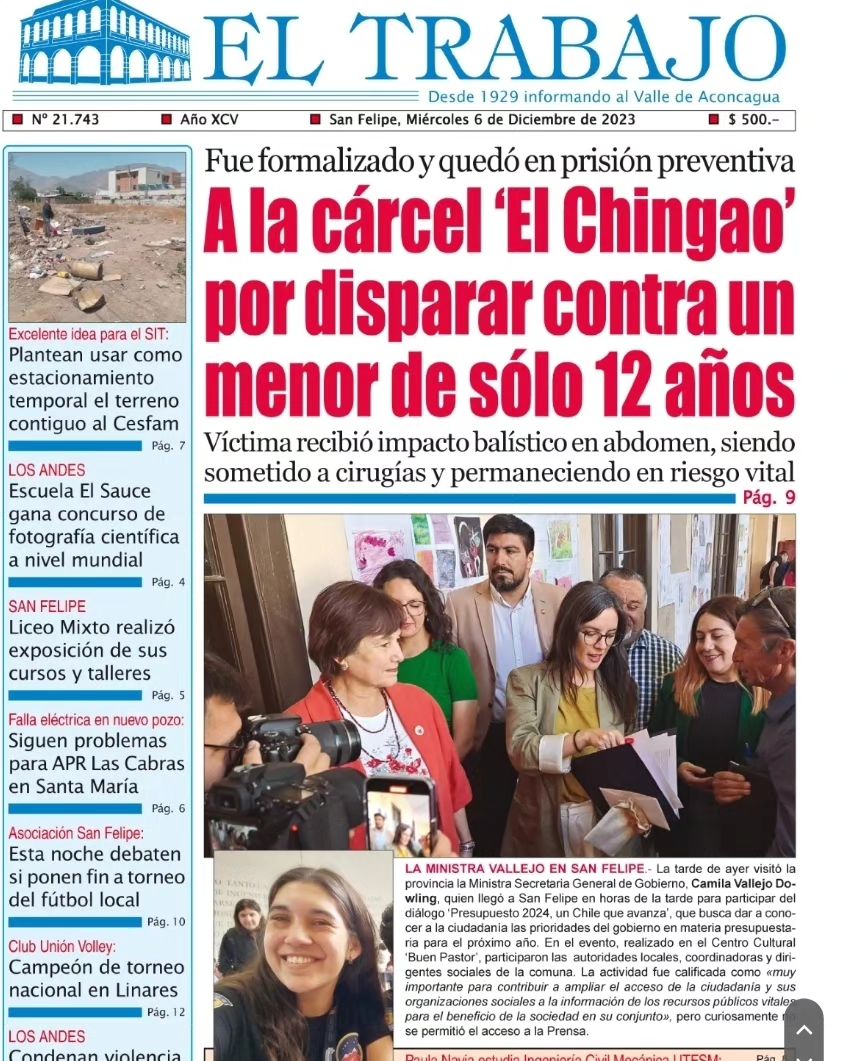 EL TRABAJO
Desde 1929 informando al Valle de Aconcagua
Nº 21.743
Año XCV
San Felipe, Miércoles 6 de Diciembre de 2023
$ 500.-
Excelente idea para el SIT:
Plantean usar como
estacionamiento
temporal el terreno
contiguo al Cesfam
Pág. 7
LOS ANDES
Escuela El Sauce
gana concurso de
fotografía científica
a nivel mundial
Pág. 4
SAN FELIPE
Liceo Mixto realizó
exposición de sus
cursos y talleres
Pág. 5
Falla eléctrica en nuevo pozo:
Siguen problemas
para APR Las Cabras
en Santa María
Pág. 6
Asociación San Felipe:
Esta noche debaten
si ponen fin a torneo
del fútbol local
Pág. 10
Club Unión Volley:
Campeón de torneo
nacional en Linares
Pág. 12
LOS ANDES
Condenan violencia
Fue formalizado y quedó en prisión preventiva
A la cárcel ‘El Chingao’
por disparar contra un
menor de sólo 12 años
Víctima recibió impacto balístico en abdomen, siendo
sometido a cirugías y permaneciendo en riesgo vital
Pág. 9
LA MINISTRA VALLEJO EN SAN FELIPE.- La tarde de ayer visitó la
provincia la Ministra Secretaria General de Gobierno, Camila Vallejo Do-
wling, quien llegó a San Felipe en horas de la tarde para participar del
diálogo ‘Presupuesto 2024, un Chile que avanza’, que busca dar a cono-
cer a la ciudadanía las prioridades del gobierno en materia presupuesta-
ria para el próximo año. En el evento, realizado en el Centro Cultural
‘Buen Pastor’, participaron las autoridades locales, coordinadoras y diri-
gentes sociales de la comuna. La actividad fue calificada como «muy
importante para contribuir a ampliar el acceso de la ciudadanía y sus
organizaciones sociales a la información de los recursos públicos vitales
para el beneficio de la sociedad en su conjunto», pero curiosamente no
se permitió el acceso a la Prensa.
Paula Navia estudia Ingeniería Civil Mecánica UTFSM:
Pág.